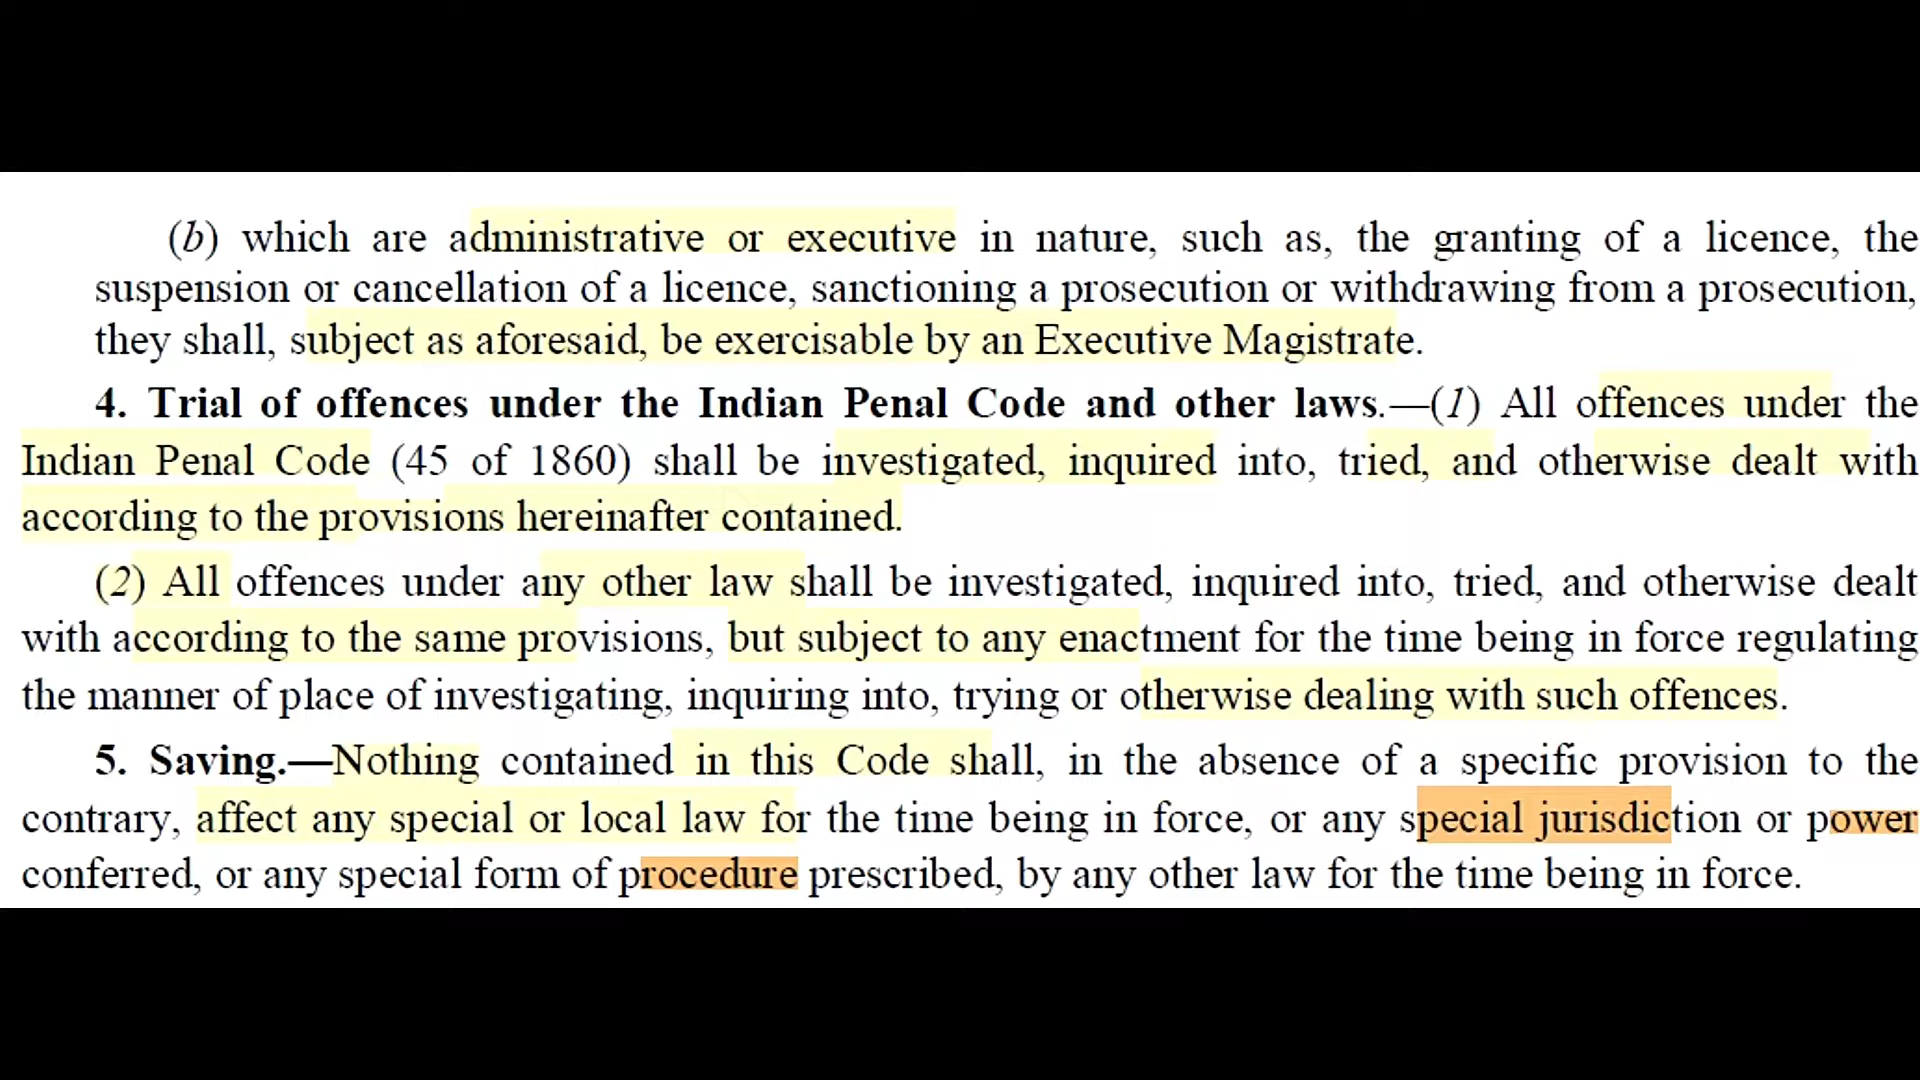 (b) which are administrative or executive in nature, such as, the granting of a licence, the
suspension or cancellation of a licence, sanctioning a prosecution or withdrawing from a prosecution,
they shall, subject as aforesaid, be exercisable by an Executive Magistrate.
4. Trial of offences under the Indian Penal Code and other laws.—(1) All offences under the
Indian Penal Code (45 of 1860) shall be investigated, inquired into, tried, and otherwise dealt with
according to the provisions hereinafter contained.
(2) All offences under any other law shall be investigated, inquired into, tried, and otherwise dealt
with according to the same provisions, but subject to any enactment for the time being in force regulating
the manner of place of investigating, inquiring into, trying or otherwise dealing with such offences.
5. Saving.—Nothing contained in this Code shall, in the absence of a specific provision to the
contrary, affect any special or local law for the time being in force, or any special jurisdiction or power
conferred, or any special form of procedure prescribed, by any other law for the time being in force.